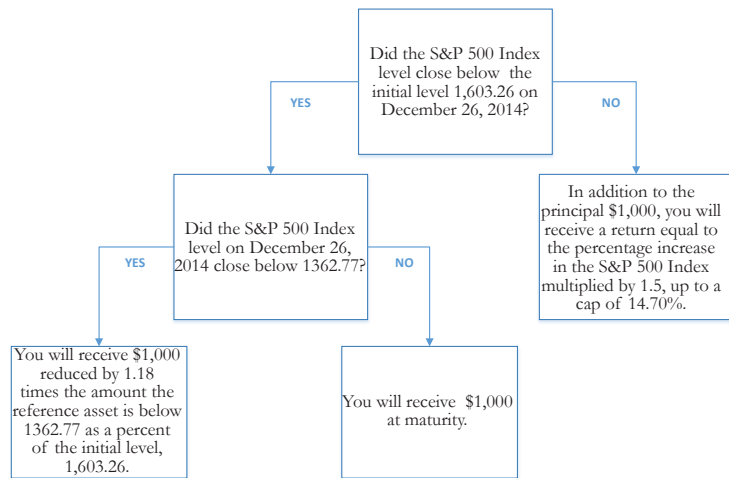 Did the S&P 500 Index
level close below the
initial level 1,603.26 on
December 26, 2014?
YES
NO
Did the S&P 500 Index
level on December 26,
2014 close below 1362.77?
In addition to the
principal $1,000, you will
receive a return equal to
the percentage increase
in the S&P 500 Index
multiplied by 1.5, up to a
cap of 14.70%.
YES
NO
You will receive $1,000
reduced by 1.18
times the amount the
reference asset is below
1362.77 as a percent
of the initial level,
1,603.26.
You will receive $1,000
at maturity.